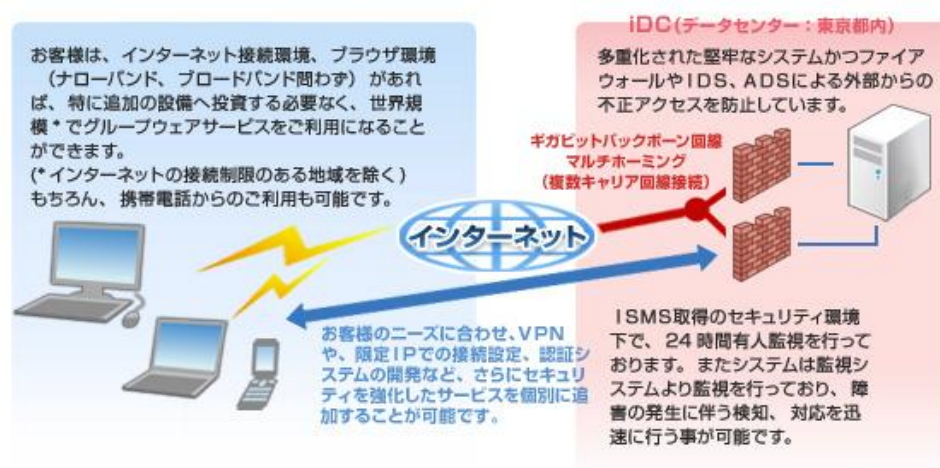 お客様は、インターネット接続環境、ブラウザ環境
（ナローバンド、ブロードバンド問わず）があれ
ば、特に追加の設備へ投資する必要なく、世界規
模*でグループウェアサービスをご利用になること
ができます。
(*インターネットの接続制限のある地域を除く)
もちろん、携帯電話からのご利用も可能です。
iDC(データセンター：東京都内)
多重化された堅牢なシステムかつファイア
ウォールやIDS、ADSによる外部からの
不正アクセスを防止しています。
ギガビットバックボーン回線
マルチホーミング
（複数キャリア回線接続）
インターネット
お客様のニーズに合わせ、VPN
や、限定IPでの接続設定、認証シ
ステムの開発など、さらにセキュリ
ティを強化したサービスを個別に追
加することが可能です。
ISMS取得のセキュリティ環境
下で、24時間有人監視を行って
おります。またシステムは監視シ
ステムより監視を行っており、障
害の発生に伴う検知、対応を迅
速に行う事が可能です。